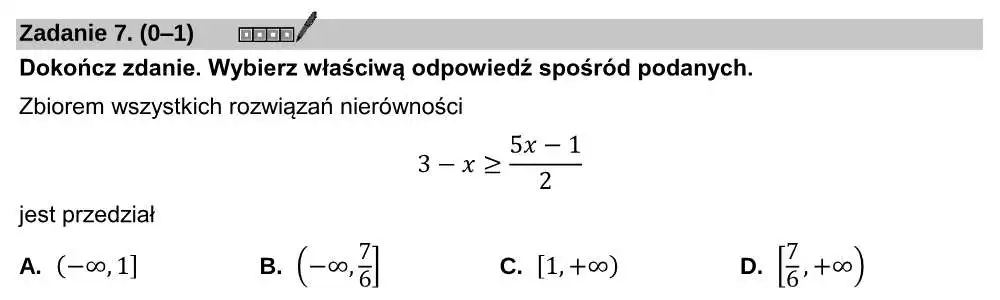 Zadanie 7. (0–1)
Dokończ zdanie. Wybierz właściwą odpowiedź spośród podanych.
Zbiorem wszystkich rozwiązań nierówności
3 − x ≥ (5x − 1)/2
jest przedział
A. (−∞, 1] B. (−∞, 7/6] C. [1, +∞) D. [7/6, +∞)